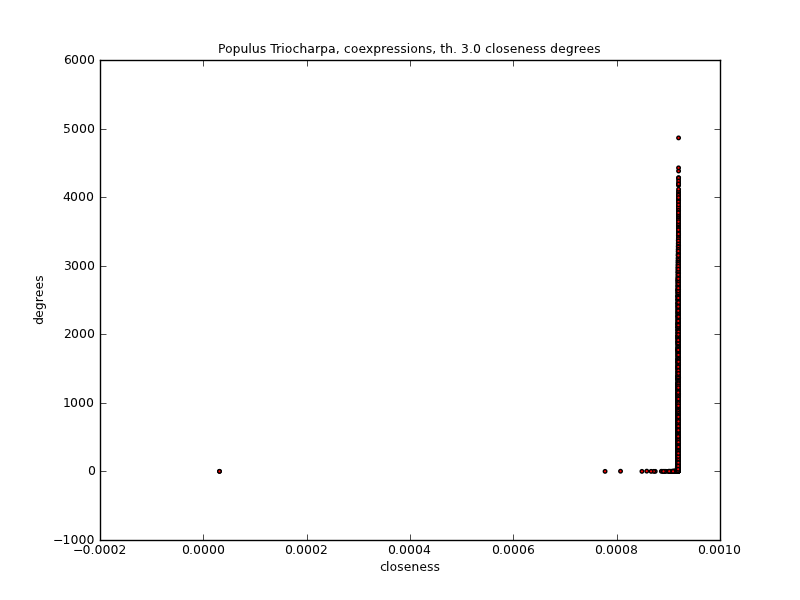 Populus Triocharpa, coexpressions, th. 3.0 closeness degrees
6000
5000
4000
3000
2000
1000
0
−1000
−0.0002 0.0000 0.0002 0.0004 0.0006 0.0008 0.0010
closeness
degrees